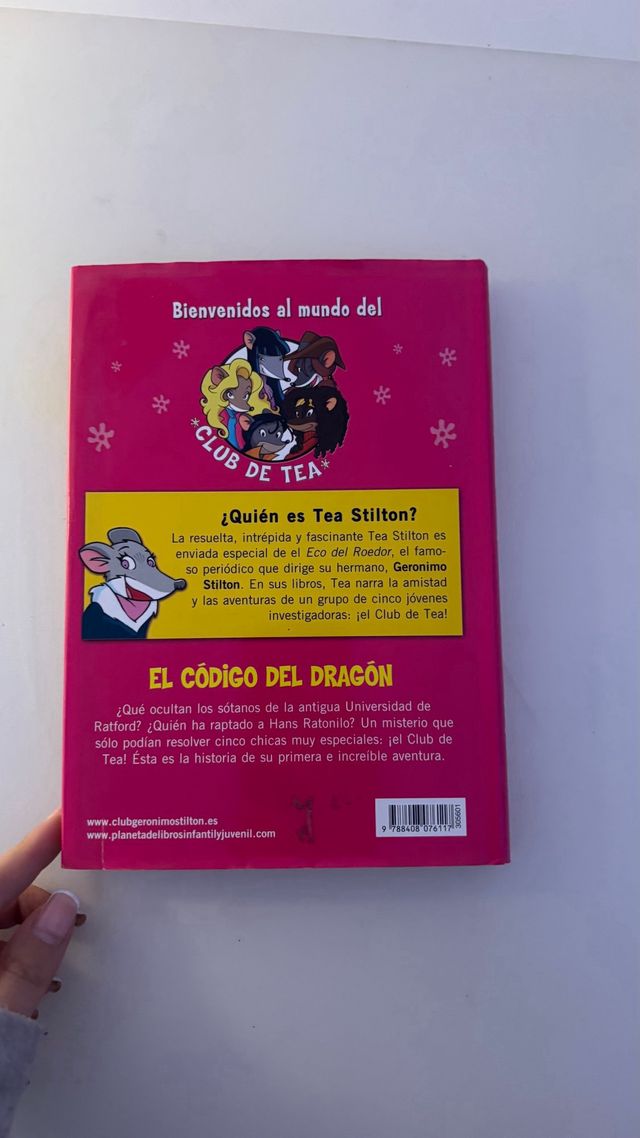 Bienvenidos al mundo del
*CLUB DE TEA*
¿Quién es Tea Stilton?
La resuelta, intrépida y fascinante Tea Stilton es
enviada especial de el Eco del Roedor, el famo-
so periódico que dirige su hermano, Geronimo
Stilton. En sus libros, Tea narra la amistad
y las aventuras de un grupo de cinco jóvenes
investigadoras: ¡el Club de Tea!
EL CÓDIGO DEL DRAGÓN
¿Qué ocultan los sótanos de la antigua Universidad de
Ratford? ¿Quién ha raptado a Hans Ratonilo? Un misterio que
sólo podían resolver cinco chicas muy especiales: ¡el Club de
Tea! Ésta es la historia de su primera e increíble aventura.
www.clubgeronimostilton.es
www.planetadelibrosinfantilyjuvenil.com
9 788408 076117
305601